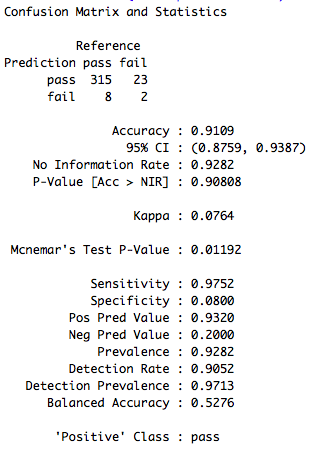 Confusion Matrix and Statistics
Reference
Prediction pass fail
pass 315 23
fail 8 2
Accuracy : 0.9109
95% CI : (0.8759, 0.9387)
No Information Rate : 0.9282
P-Value [Acc > NIR] : 0.90808
Kappa : 0.0764
Mcnemar's Test P-Value : 0.01192
Sensitivity : 0.9752
Specificity : 0.0800
Pos Pred Value : 0.9320
Neg Pred Value : 0.2000
Prevalence : 0.9282
Detection Rate : 0.9052
Detection Prevalence : 0.9713
Balanced Accuracy : 0.5276
'Positive' Class : pass